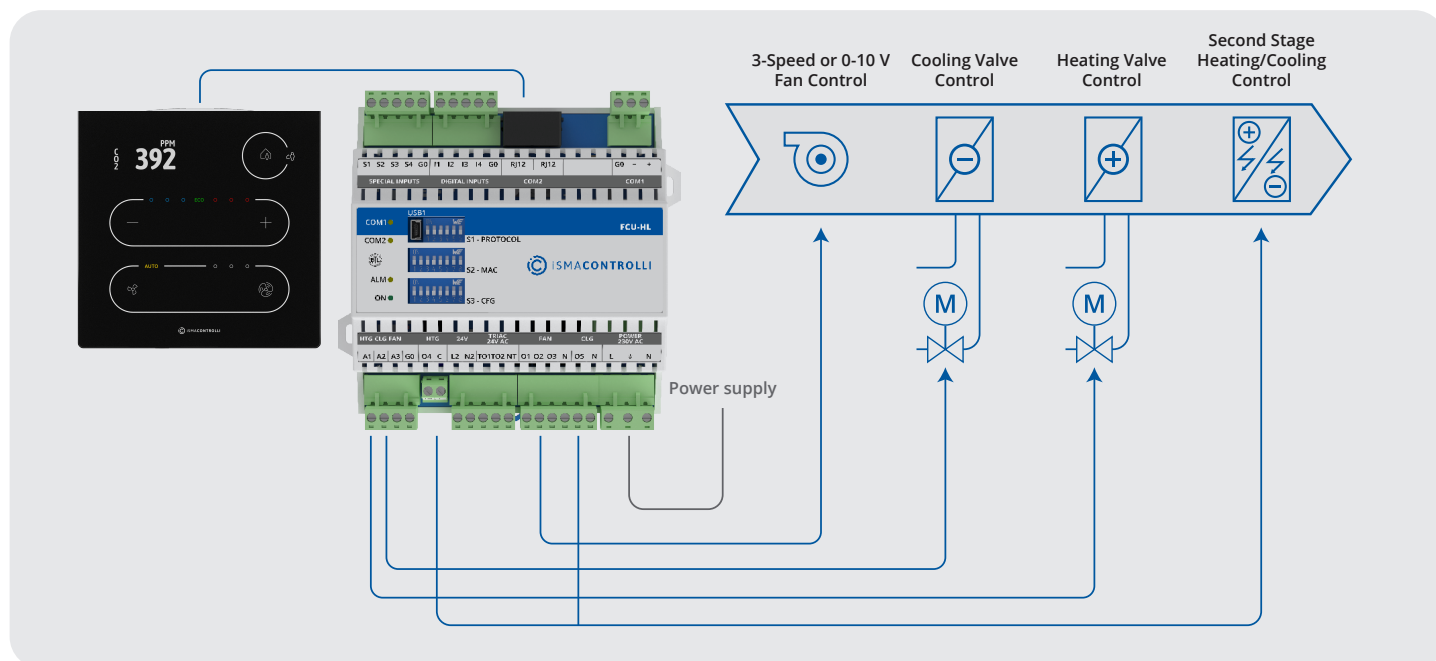 3-Speed or 0-10 V
Fan Control
Cooling Valve
Control
Heating Valve
Control
Second Stage
Heating/Cooling
Control
CO2
PPM
392
ECO
AUTO
ISMACONTROLLI
S1 S2 S3 S4 G0 I1 I2 I3 I4 G0 RJ12 RJ12 G0 - +
SPECIAL INPUTS DIGITAL INPUTS COM2 COM1
USB1
COM1
FCU-HL
S1 - PROTOCOL
COM2
S2 - MAC
ISMACONTROLLI
ALM
ON
S3 - CFG
HTG CLG FAN HTG 24V TRIAC 24V AC FAN CLG POWER 230V AC
A1 A2 A3 G0 O4 C L2 N2 TO1 TO2 NT O1 O2 O3 N O5 N L N
Power supply
M
M